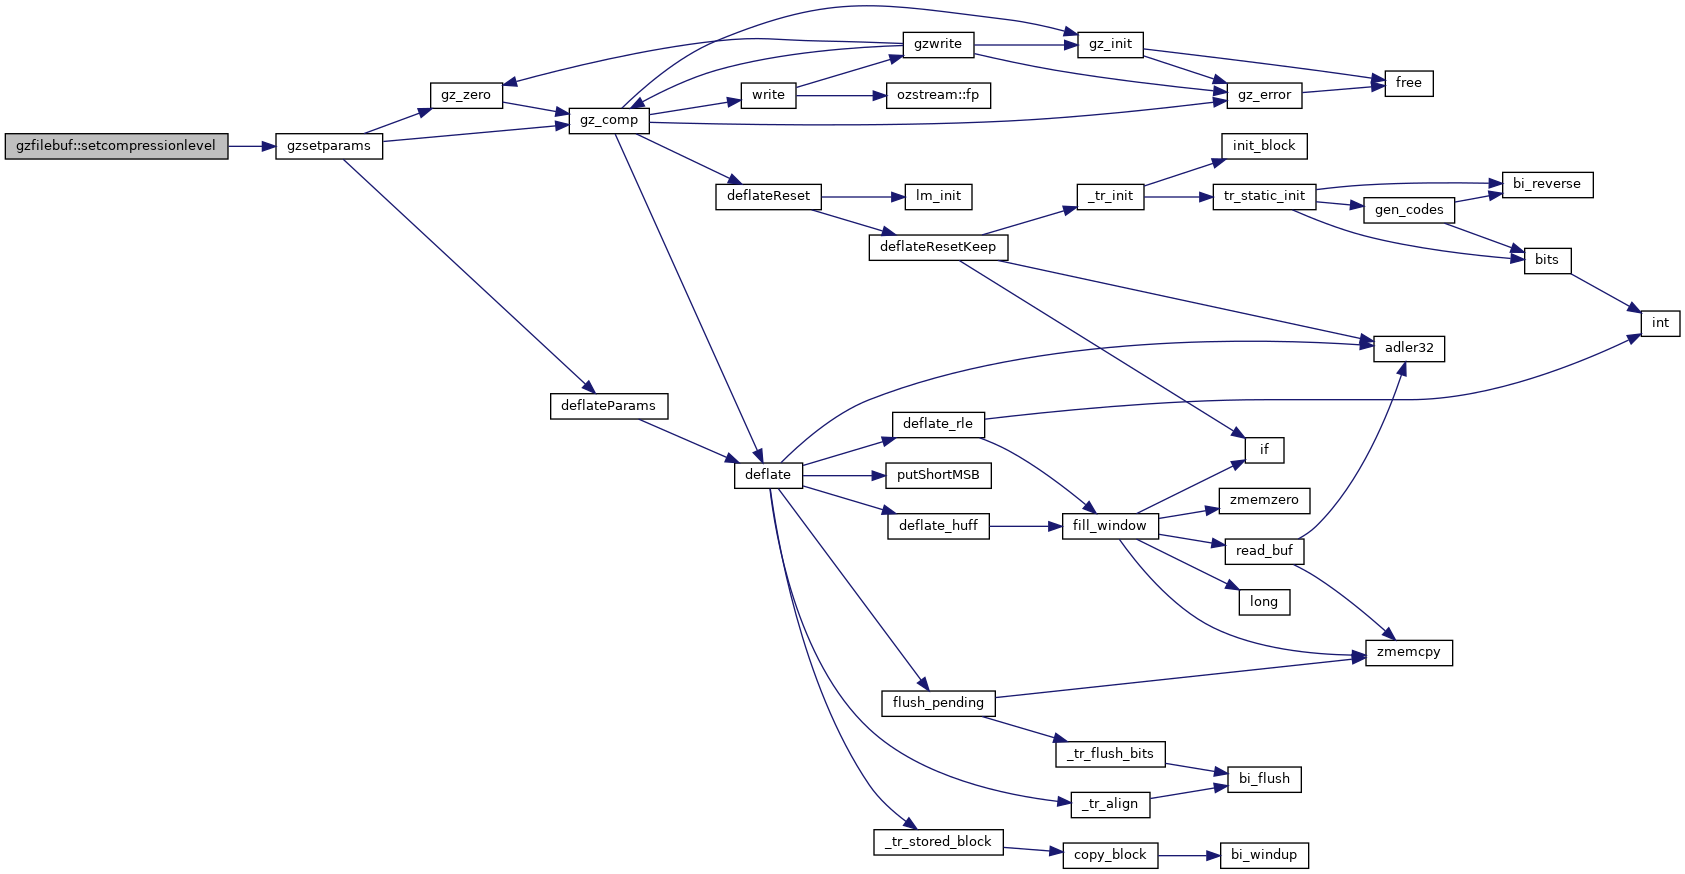 gzfilebuf::setcompressionlevel
gzsetparams
gz_zero
gz_comp
gzwrite
write
ozstream::fp
gz_init
gz_error
free
deflateReset
lm_init
deflateResetKeep
_tr_init
init_block
tr_static_init
gen_codes
bi_reverse
bits
int
adler32
deflateParams
deflate
deflate_rle
putShortMSB
deflate_huff
fill_window
if
zmemzero
read_buf
long
zmemcpy
flush_pending
_tr_flush_bits
bi_flush
_tr_align
_tr_stored_block
copy_block
bi_windup